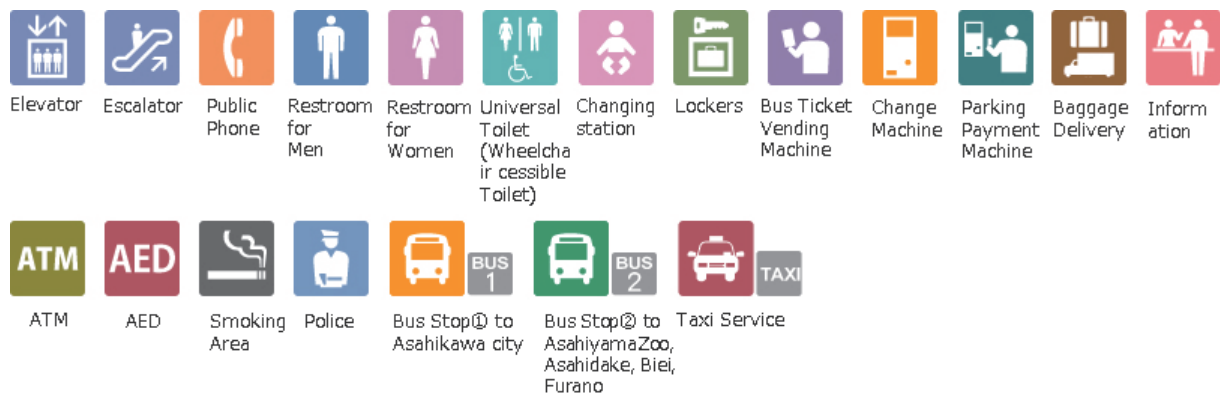 Elevator
Escalator
Public
Phone
Restroom
for
Men
Restroom
for
Women
Universal
Toilet
(Wheelcha
ir cessible
Toilet)
Changing
station
Lockers
Bus Ticket
Vending
Machine
Change
Machine
Parking
Payment
Machine
Baggage
Delivery
Inform
ation
ATM
AED
BUS
1
BUS
2
TAXI
ATM
AED
Smoking
Area
Police
Bus Stop① to
Asahikawa city
Bus Stop② to
AsahiyamaZoo,
Asahidake, Biei,
Furano
Taxi Service